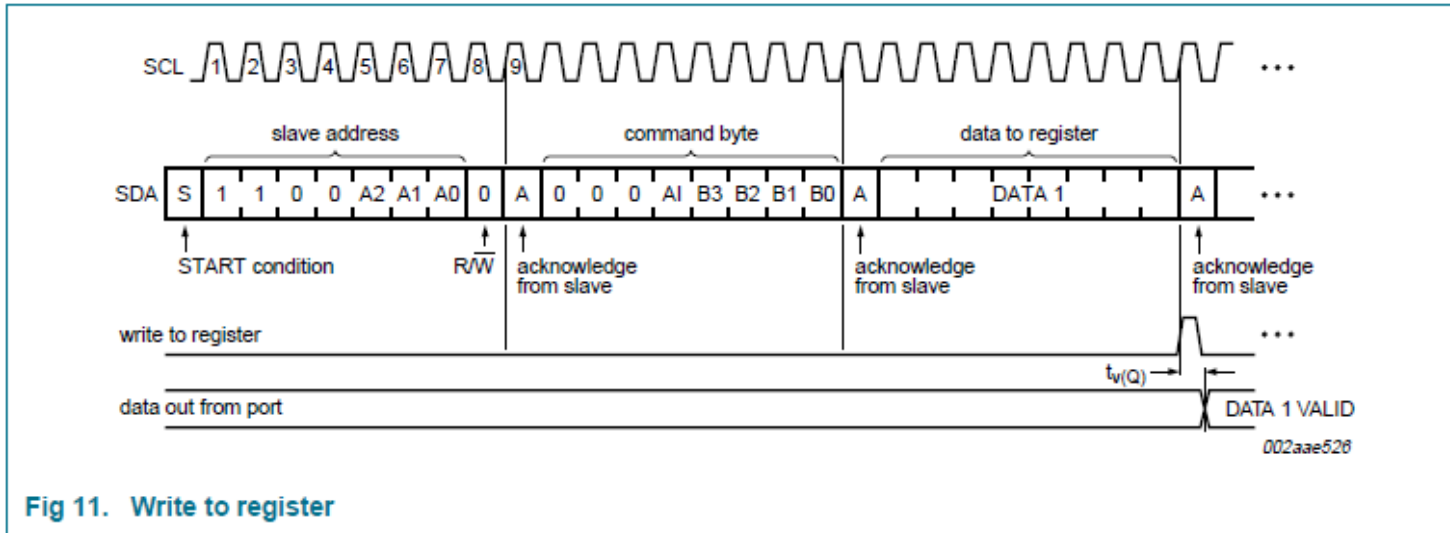 SCL 1 2 3 4 5 6 7 8 9 •••
slave address command byte data to register
SDA S 1 1 0 0 A2 A1 A0 0 A 0 0 0 AI B3 B2 B1 B0 A DATA 1 A •••
START condition R/W̅ acknowledge acknowledge acknowledge
from slave from slave from slave
write to register •••
tv(Q)
data out from port DATA 1 VALID
002aae526
Fig 11. Write to register